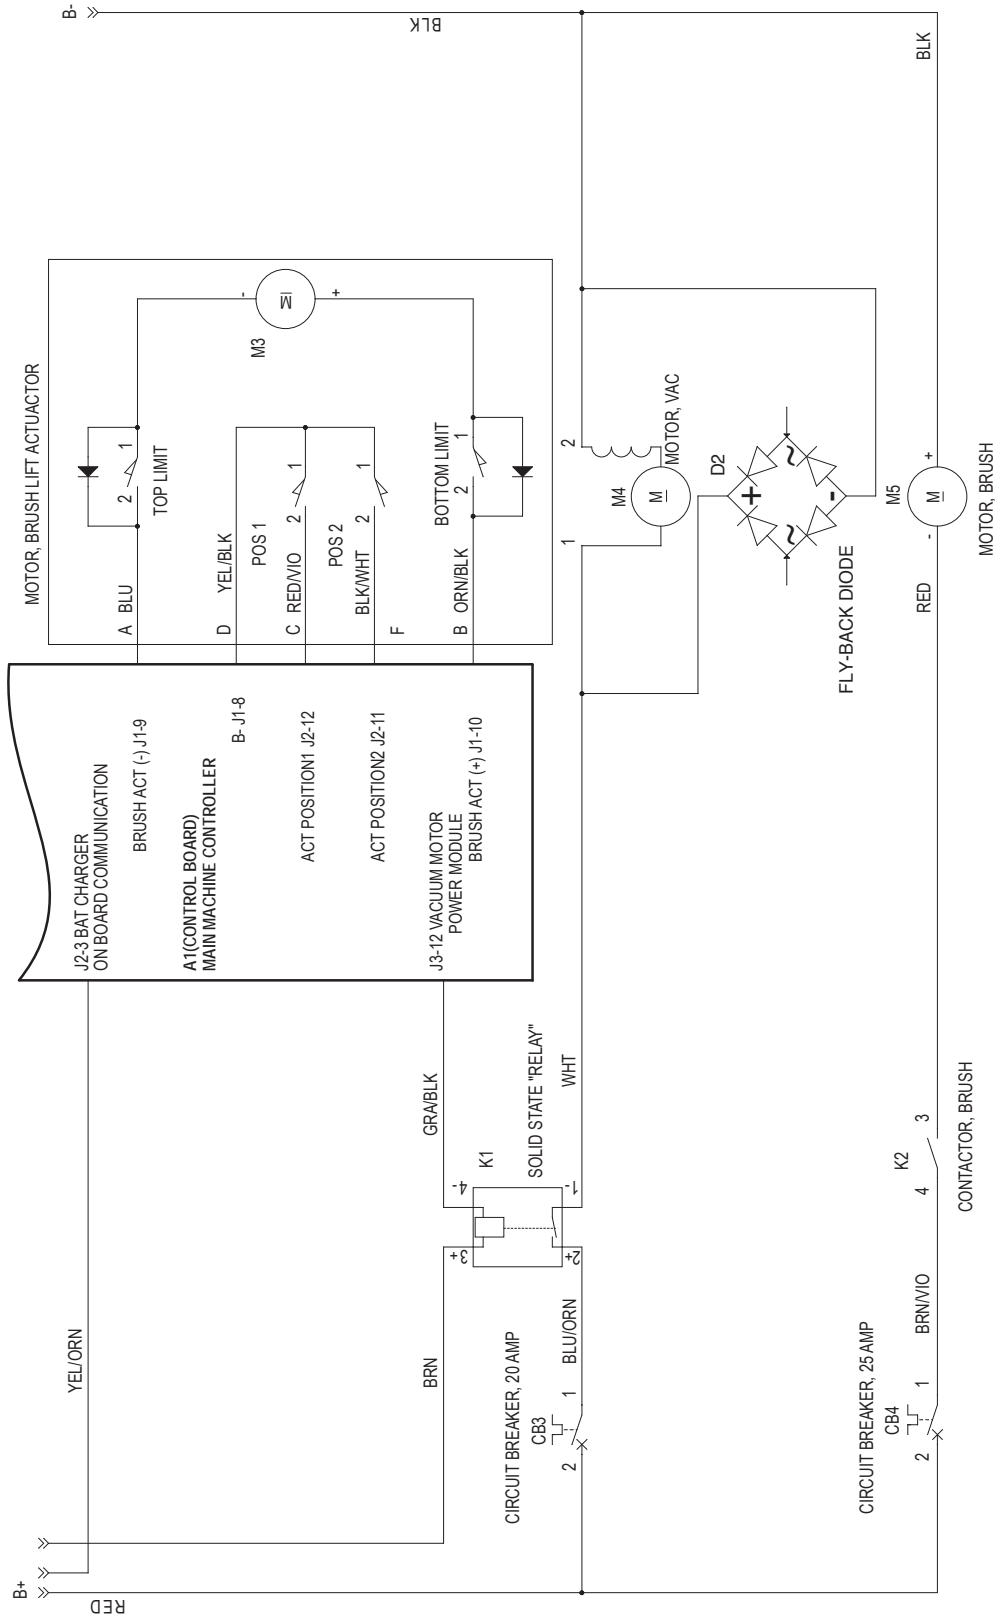 B+
RED
YEL/ORN
BRN
GRA/BLK
3+
4-
2+
1-
K1
SOLID STATE "RELAY"
CIRCUIT BREAKER, 20 AMP
CB3
2
1
BLU/ORN
WHT
CIRCUIT BREAKER, 25 AMP
CB4
2
1
BRN/VIO
K2
4
3
CONTACTOR, BRUSH
J2-3 BAT CHARGER
ON BOARD COMMUNICATION
BRUSH ACT (-) J1-9
A1(CONTROL BOARD)
MAIN MACHINE CONTROLLER
B- J1-8
ACT POSITION1 J2-12
ACT POSITION2 J2-11
J3-12 VACUUM MOTOR
POWER MODULE
BRUSH ACT (+) J1-10
MOTOR, BRUSH LIFT ACTUACTOR
A
BLU
2
1
TOP LIMIT
D
YEL/BLK
POS 1
C
RED/VIO
2
1
POS 2
BLK/WHT
2
1
F
BOTTOM LIMIT
B
ORN/BLK
2
1
M3
M
-
+
B-
BLK
1
2
M4
M
MOTOR, VAC
D2
+
-
~
~
FLY-BACK DIODE
RED
M5
M
-
+
MOTOR, BRUSH
BLK